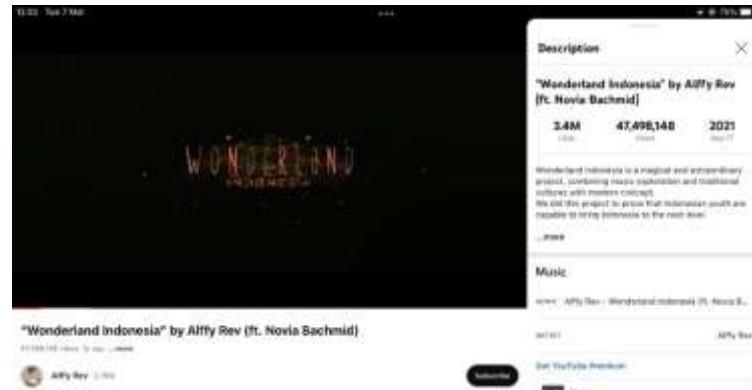 Tue 7 Mar
WONDERLAND
INDONESIA
"Wonderland Indonesia" by Alffy Rev (ft. Novia Bachmid)
...more
Alffy Rev
Subscribe
Description
"Wonderland Indonesia" by Alffy Rev
(ft. Novia Bachmid)
3.4M 47,498,148 2021
Likes Views
Wonderland Indonesia is a magical and extraordinary
project, combining music exploration and traditional
cultures with modern concept.
We did this project to prove that Indonesian youth are
capable to bring Indonesia to the next level.
...more
Music
Alffy Rev - Wonderland Indonesia (ft. Novia B...
ARTIST Alffy Rev
Get YouTube Premium